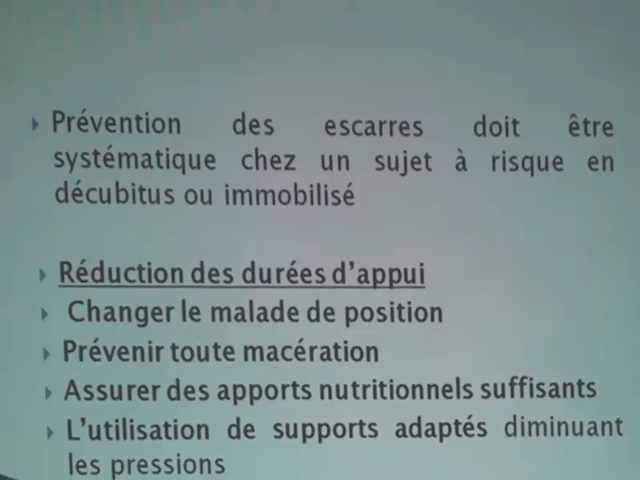 Prévention des escarres doit être
systématique chez un sujet à risque en
décubitus ou immobilisé
Réduction des durées d'appui
Changer le malade de position
Prévenir toute macération
Assurer des apports nutritionnels suffisants
L'utilisation de supports adaptés diminuant
les pressions